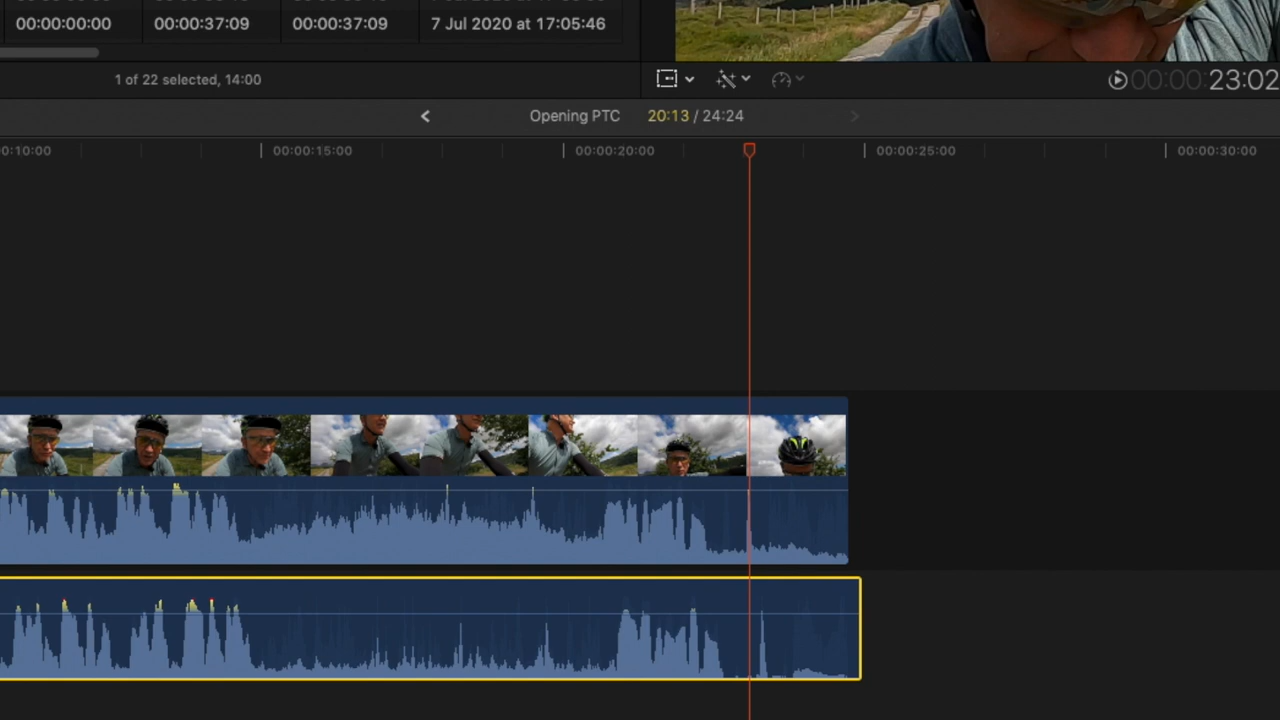 00:00:00:00 00:00:37:09 00:00:37:09 7 Jul 2020 at 17:05:46
1 of 22 selected, 14:00
00:00:23:02
Opening PTC 20:13 / 24:24
0:10:00 00:00:15:00 00:00:20:00 00:00:25:00 00:00:30:00